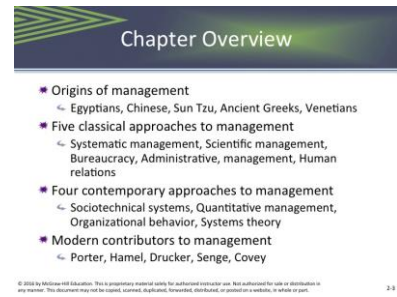 Chapter Overview
Origins of management
Egyptians, Chinese, Sun Tzu, Ancient Greeks, Venetians
Five classical approaches to management
Systematic management, Scientific management,
Bureaucracy, Administrative, management, Human
relations
Four contemporary approaches to management
Sociotechnical systems, Quantitative management,
Organizational behavior, Systems theory
Modern contributors to management
Porter, Hamel, Drucker, Senge, Covey
© 2016 by McGraw-Hill Education. This is proprietary material solely for authorized instructor use. Not authorized for sale or distribution in
any manner. This document may not be copied, scanned, duplicated, forwarded, distributed, or posted on a website, in whole or part.
2-3